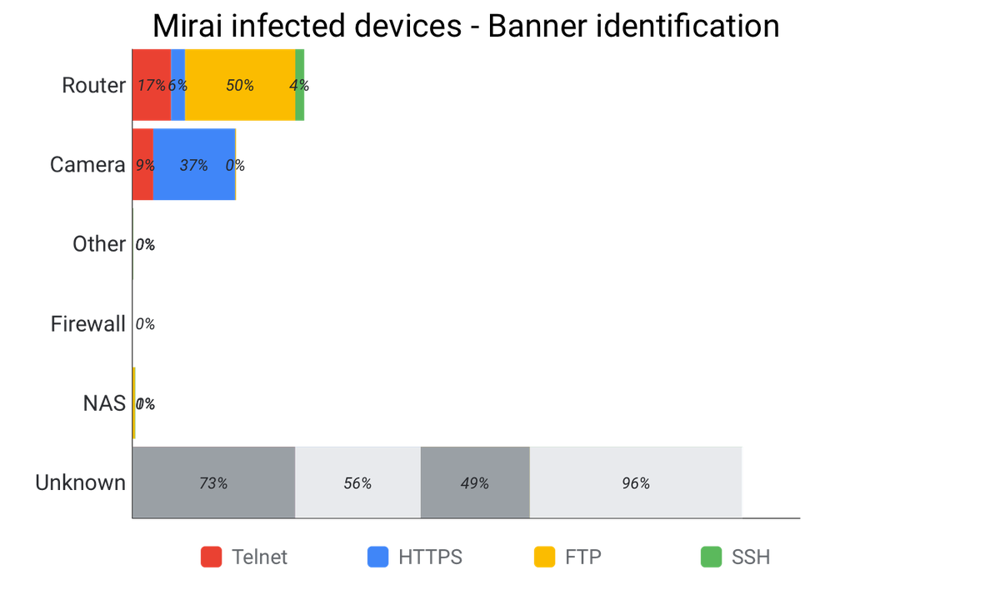 Mirai infected devices - Banner identification
Router 17% 6% 50% 4%
Camera 9% 37% 0%
Other 0%
Firewall 0%
NAS 0%
Unknown 73% 56% 49% 96%
Telnet HTTPS FTP SSH